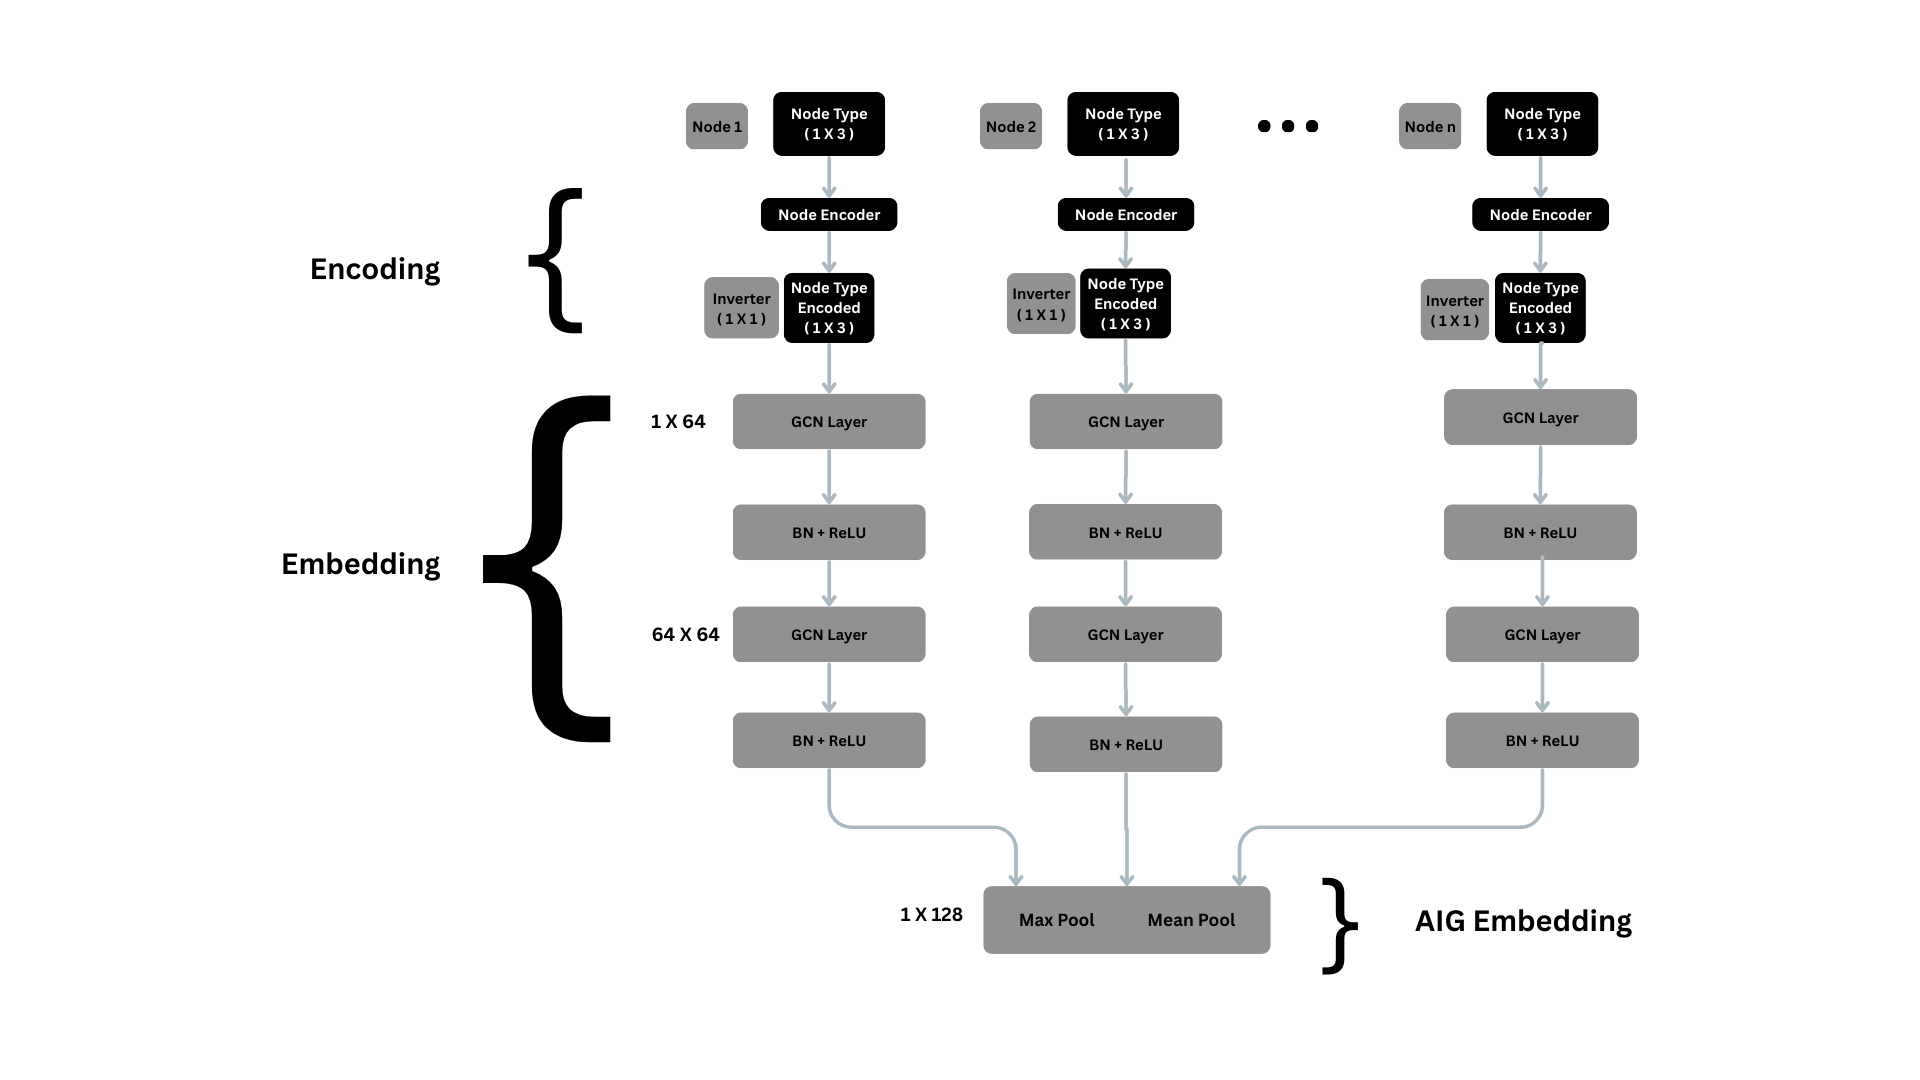 Node 1
Node Type
( 1 X 3 )
Node 2
Node Type
( 1 X 3 )
Node n
Node Type
( 1 X 3 )
Node Encoder
Node Encoder
Node Encoder
Encoding
Inverter
( 1 X 1 )
Node Type
Encoded
( 1 X 3 )
Inverter
( 1 X 1 )
Node Type
Encoded
( 1 X 3 )
Inverter
( 1 X 1 )
Node Type
Encoded
( 1 X 3 )
1 X 64
GCN Layer
GCN Layer
GCN Layer
BN + ReLU
BN + ReLU
BN + ReLU
Embedding
64 X 64
GCN Layer
GCN Layer
GCN Layer
BN + ReLU
BN + ReLU
BN + ReLU
1 X 128
Max Pool
Mean Pool
AIG Embedding